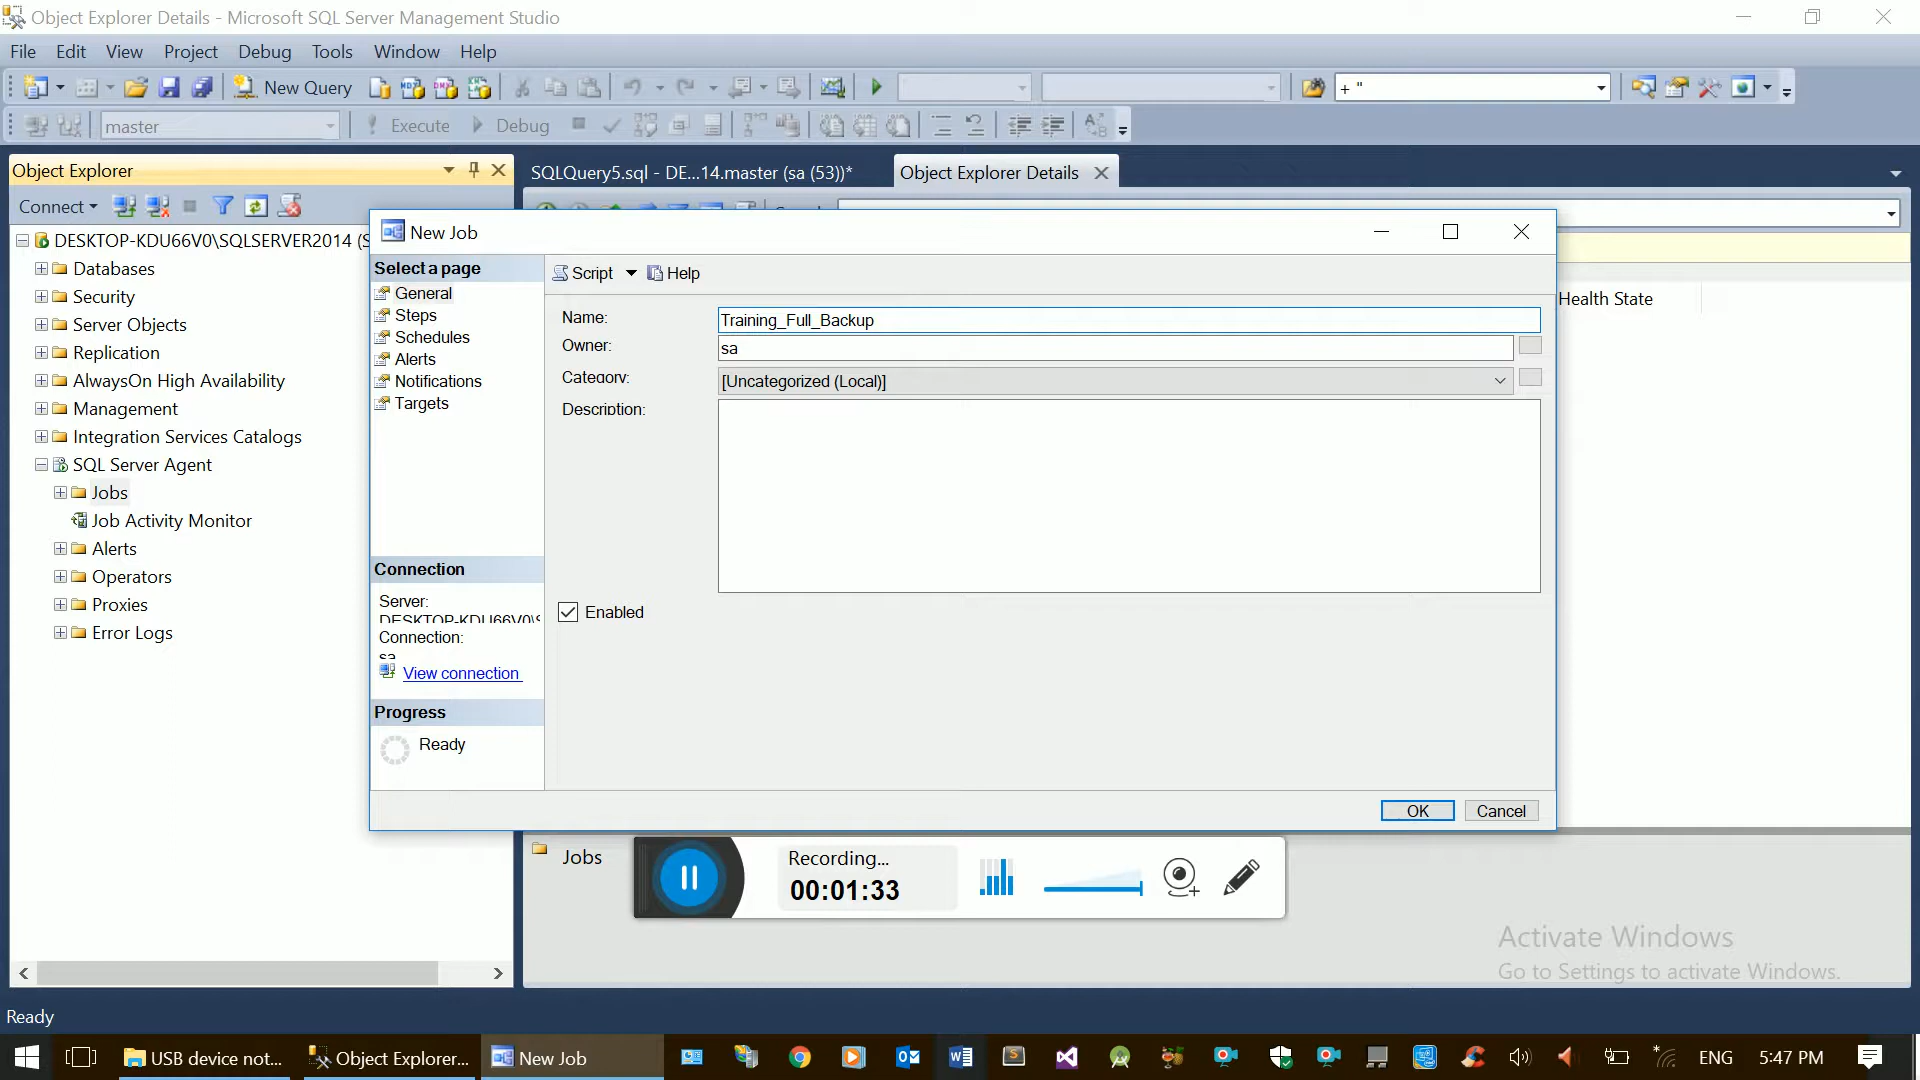 Object Explorer Details - Microsoft SQL Server Management Studio
File Edit View Project Debug Tools Window Help
New Query + "
master Execute Debug
Object Explorer
SQLQuery5.sql - DE...14.master (sa (53))* Object Explorer Details
Connect
DESKTOP-KDU66V0\SQLSERVER2014 (S
Databases
Security
Server Objects
Replication
AlwaysOn High Availability
Management
Integration Services Catalogs
SQL Server Agent
Jobs
Job Activity Monitor
Alerts
Operators
Proxies
Error Logs
New Job
Select a page
General
Steps
Schedules
Alerts
Notifications
Targets
Connection
Server:
DESKTOP-KDU66V0\S
Connection:
sa
View connection
Progress
Ready
Script Help
Name: Training_Full_Backup
Owner: sa
Category: [Uncategorized (Local)]
Description:
Enabled
OK Cancel
Health State
Jobs
Recording...
00:01:33
Activate Windows
Go to Settings to activate Windows.
Ready
USB device not... Object Explorer... New Job ENG 5:47 PM